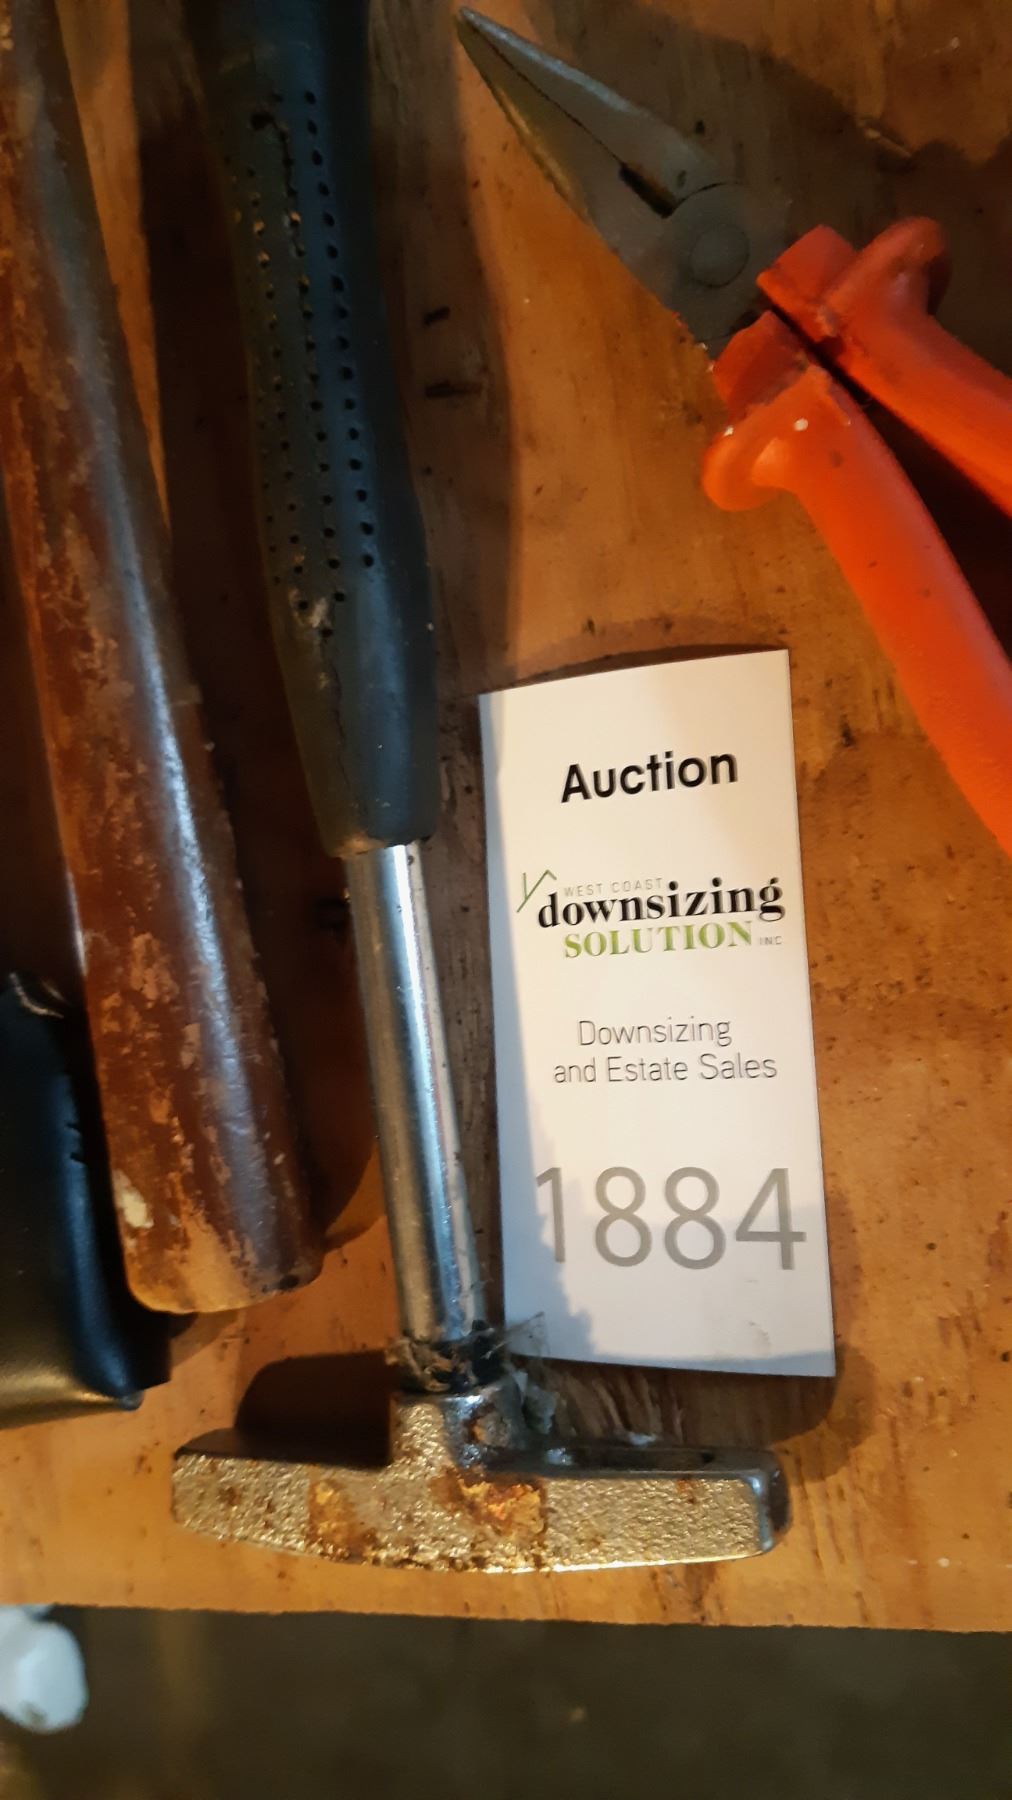 Auction
WEST COAST
downsizing
SOLUTION INC
Downsizing
and Estate Sales
1884